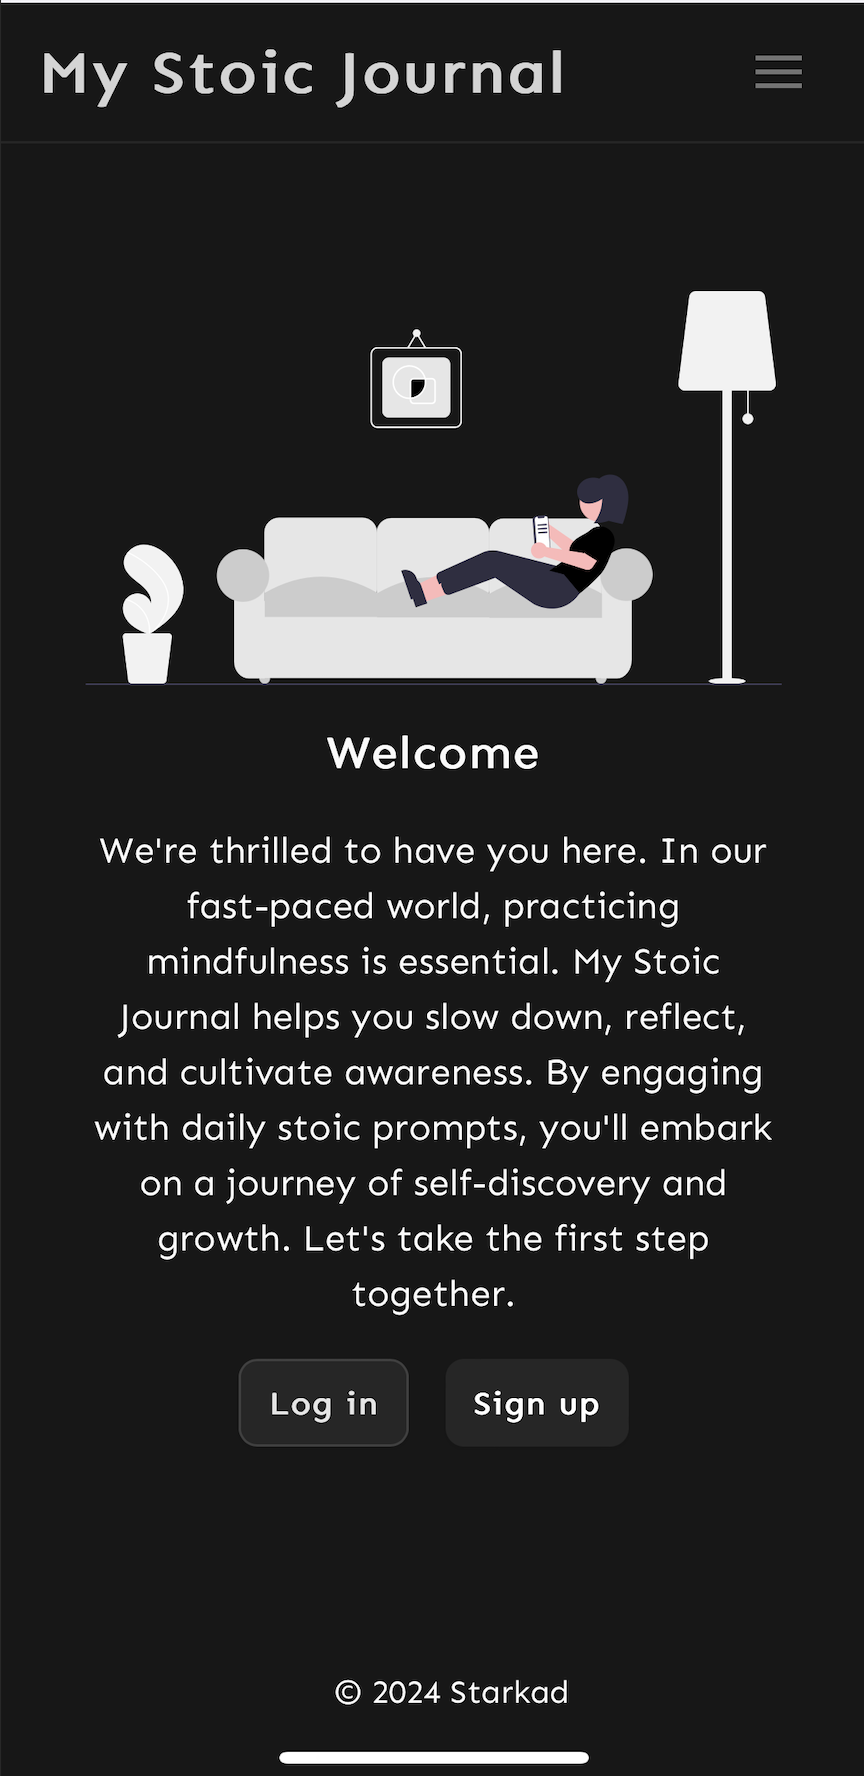 My Stoic Journal
Welcome
We're thrilled to have you here. In our
fast-paced world, practicing
mindfulness is essential. My Stoic
Journal helps you slow down, reflect,
and cultivate awareness. By engaging
with daily stoic prompts, you'll embark
on a journey of self-discovery and
growth. Let's take the first step
together.
Log in
Sign up
© 2024 Starkad